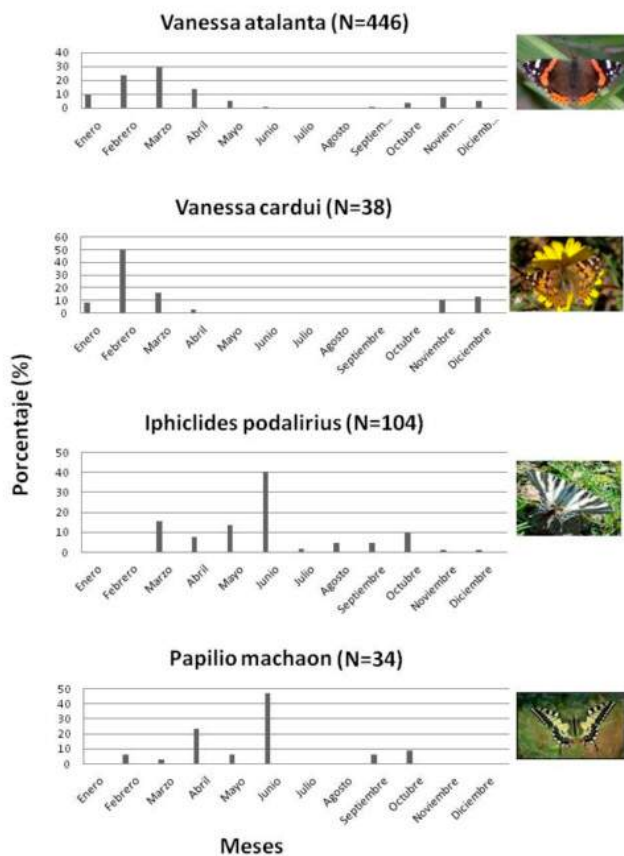 Vanessa atalanta (N=446)
40
30
20
10
0
Enero
Febrero
Marzo
Abril
Mayo
Junio
Julio
Agosto
Septiem...
Octubre
Noviem...
Diciemb...
Vanessa cardui (N=38)
60
50
40
30
20
10
0
Enero
Febrero
Marzo
Abril
Mayo
Junio
Julio
Agosto
Septiembre
Octubre
Noviembre
Diciembre
Porcentaje (%)
Iphiclides podalirius (N=104)
50
40
30
20
10
0
Enero
Febrero
Marzo
Abril
Mayo
Junio
Julio
Agosto
Septiembre
Octubre
Noviembre
Diciembre
Papilio machaon (N=34)
50
40
30
20
10
0
Enero
Febrero
Marzo
Abril
Mayo
Junio
Julio
Agosto
Septiembre
Octubre
Noviembre
Diciembre
Meses